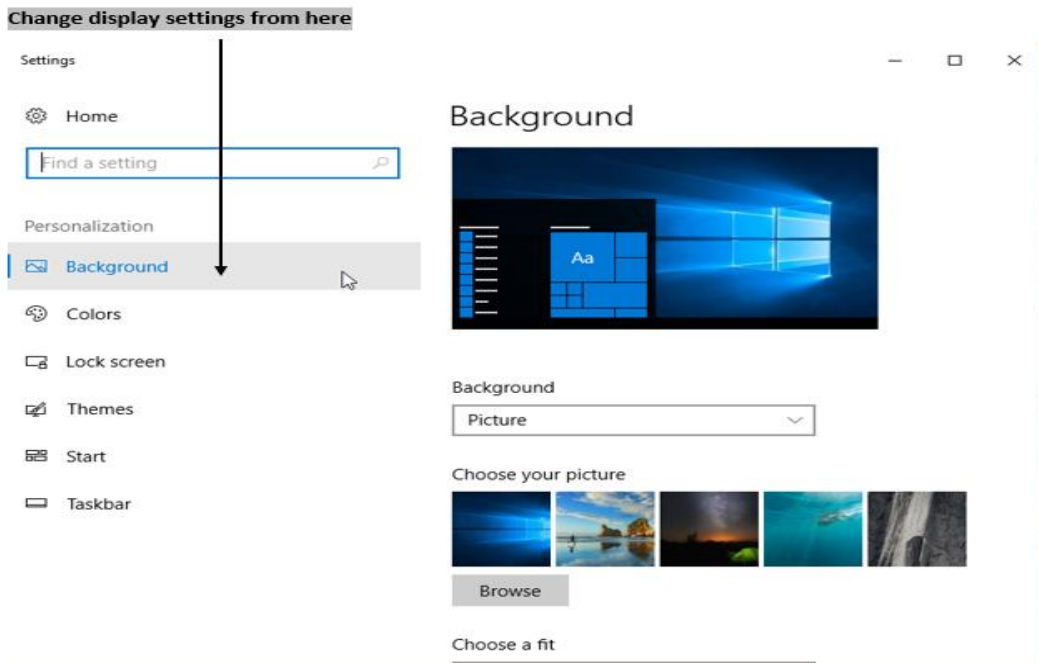 Change display settings from here
Settings
Home
Find a setting
Personalization
Background
Colors
Lock screen
Themes
Start
Taskbar
Background
Aa
Background
Picture
Choose your picture
Browse
Choose a fit